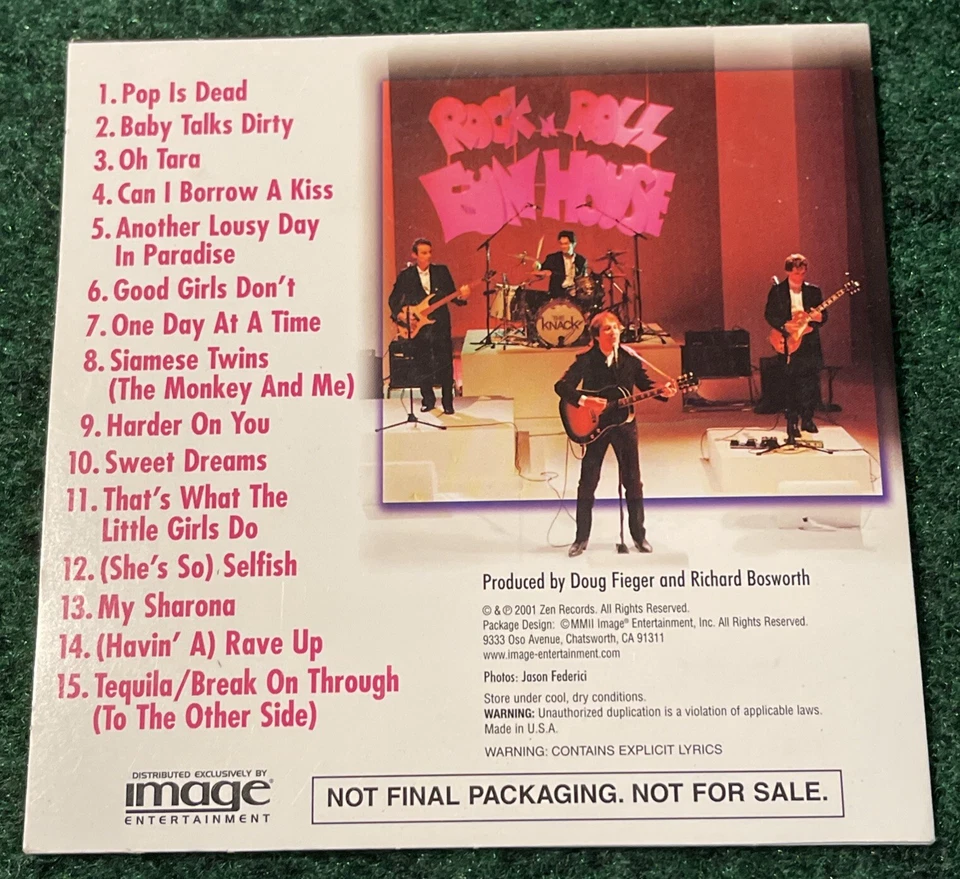 1. Pop Is Dead
2. Baby Talks Dirty
3. Oh Tara
4. Can I Borrow A Kiss
5. Another Lousy Day
In Paradise
6. Good Girls Don't
7. One Day At A Time
8. Siamese Twins
(The Monkey And Me)
9. Harder On You
10. Sweet Dreams
11. That's What The
Little Girls Do
12. (She's So) Selfish
13. My Sharona
14. (Havin' A) Rave Up
15. Tequila/Break On Through
(To The Other Side)
ROCK N ROLL
FUN HOUSE
THE
KNACK
Produced by Doug Fieger and Richard Bosworth
© & ℗ 2001 Zen Records. All Rights Reserved.
Package Design: ©MMII Image® Entertainment, Inc. All Rights Reserved.
9333 Oso Avenue, Chatsworth, CA 91311
www.image-entertainment.com
Photos: Jason Federici
Store under cool, dry conditions.
WARNING: Unauthorized duplication is a violation of applicable laws.
Made in U.S.A.
WARNING: CONTAINS EXPLICIT LYRICS
DISTRIBUTED EXCLUSIVELY BY
image®
ENTERTAINMENT
NOT FINAL PACKAGING. NOT FOR SALE.